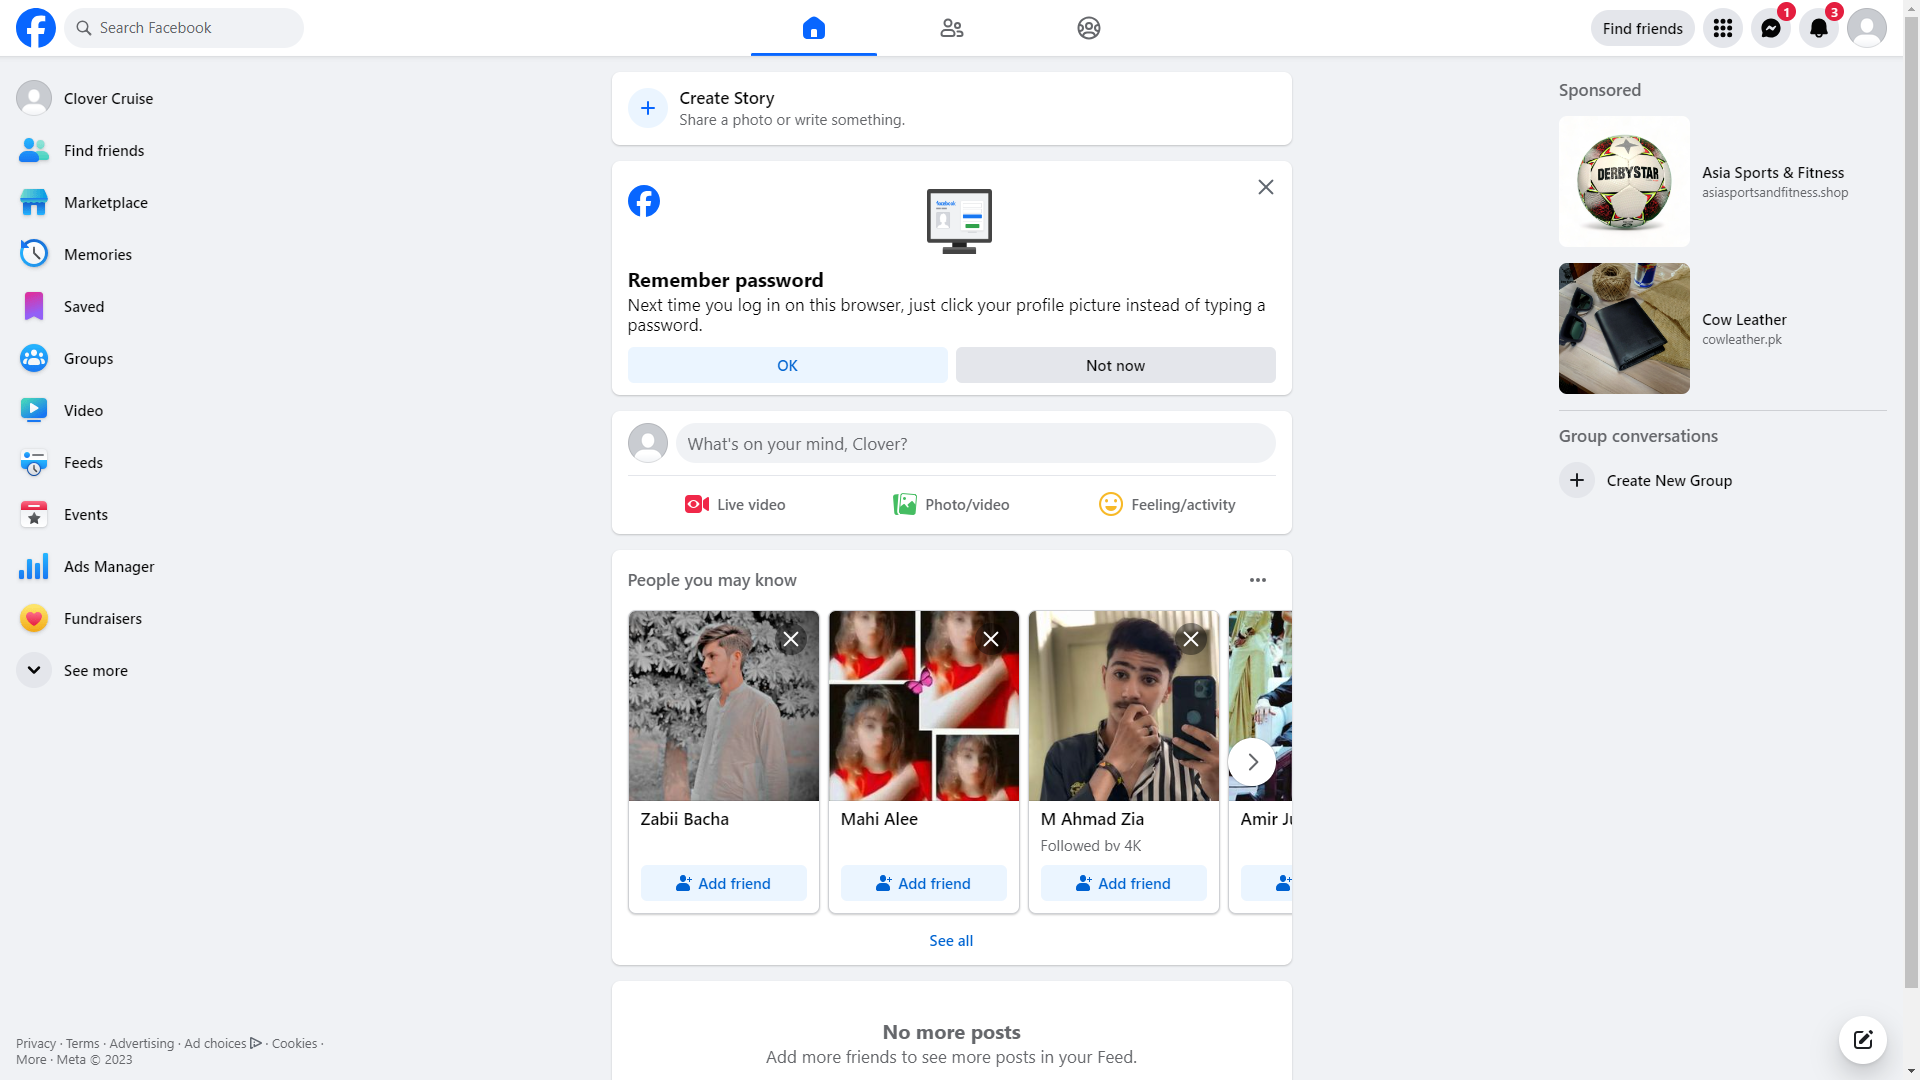 Search Facebook
Find friends
1
3
Clover Cruise
Find friends
Marketplace
Memories
Saved
Groups
Video
Feeds
Events
Ads Manager
Fundraisers
See more
Privacy · Terms · Advertising · Ad choices · Cookies ·
More · Meta © 2023
Create Story
Share a photo or write something.
facebook
Remember password
Next time you log in on this browser, just click your profile picture instead of typing a
password.
OK
Not now
What's on your mind, Clover?
Live video
Photo/video
Feeling/activity
People you may know
Zabii Bacha
Add friend
Mahi Alee
Add friend
M Ahmad Zia
Followed by 4K
Add friend
Amir
See all
No more posts
Add more friends to see more posts in your Feed.
Sponsored
DERBYSTAR
Asia Sports & Fitness
asiasportsandfitness.shop
Cow Leather
cowleather.pk
Group conversations
Create New Group